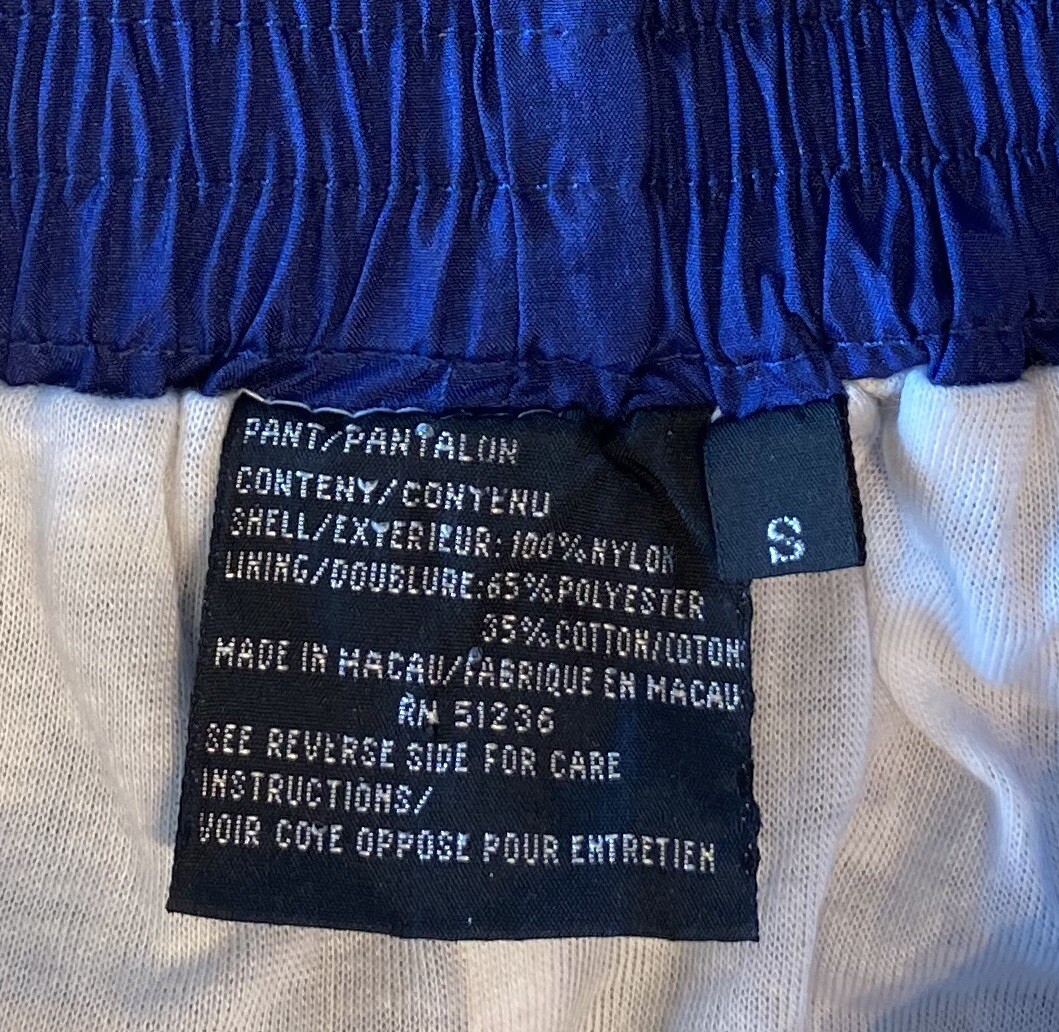 PANT/PANTALON
CONTENT/CONTENU
SHELL/EXTERIEUR: 100% NYLON
LINING/DOUBLURE: 65% POLYESTER
35% COTTON/COTON
MADE IN MACAU/FABRIQUE EN MACAU
RN 51236
SEE REVERSE SIDE FOR CARE
INSTRUCTIONS/
VOIR COTE OPPOSE POUR ENTRETIEN
S